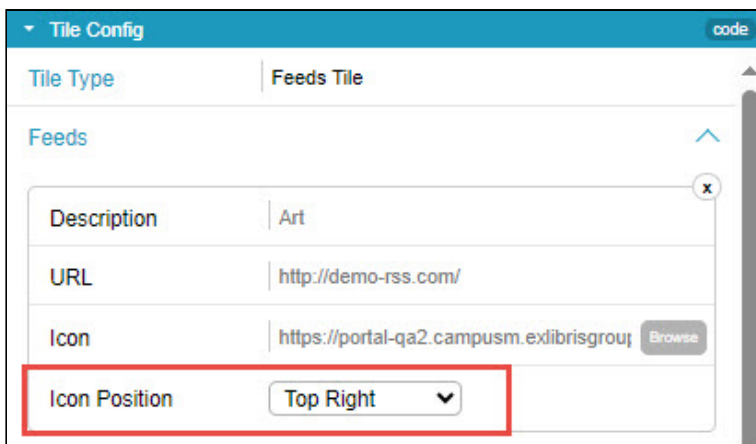 Tile Config code
Tile Type Feeds Tile
Feeds
x
Description Art
URL http://demo-rss.com/
Icon https://portal-qa2.campusm.exlibrisgroup Browse
Icon Position Top Right